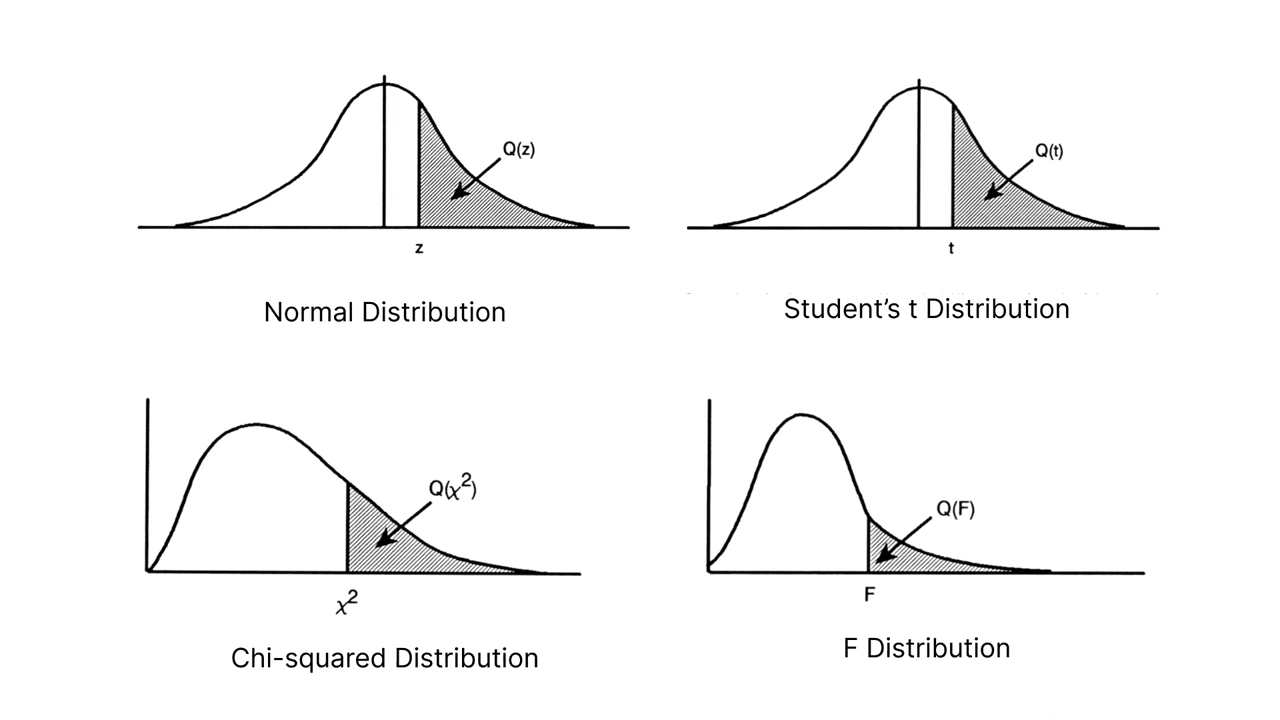 Q(z)
z
Normal Distribution
Q(t)
t
Student’s t Distribution
Q(χ²)
χ²
Chi-squared Distribution
Q(F)
F
F Distribution